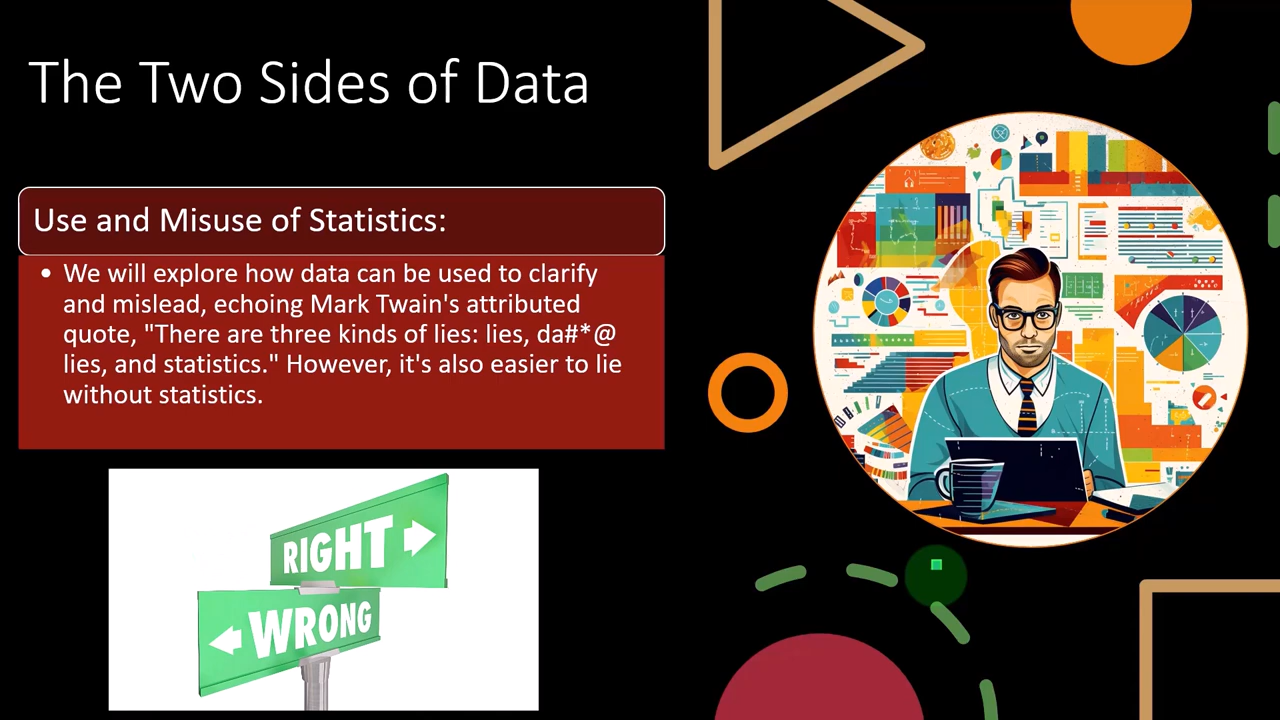 The Two Sides of Data
Use and Misuse of Statistics:
• We will explore how data can be used to clarify
and mislead, echoing Mark Twain's attributed
quote, "There are three kinds of lies: lies, da#*@
lies, and statistics." However, it's also easier to lie
without statistics.
RIGHT
WRONG